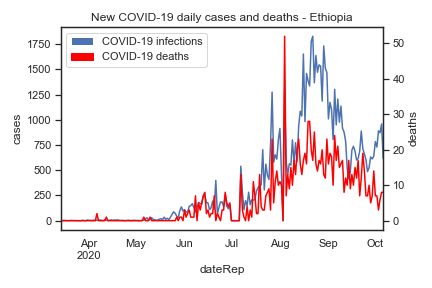 New COVID-19 daily cases and deaths - Ethiopia
COVID-19 infections
COVID-19 deaths
1750
1500
1250
1000
750
500
250
0
cases
50
40
30
20
10
0
deaths
Apr
2020
May
Jun
Jul
Aug
Sep
Oct
dateRep